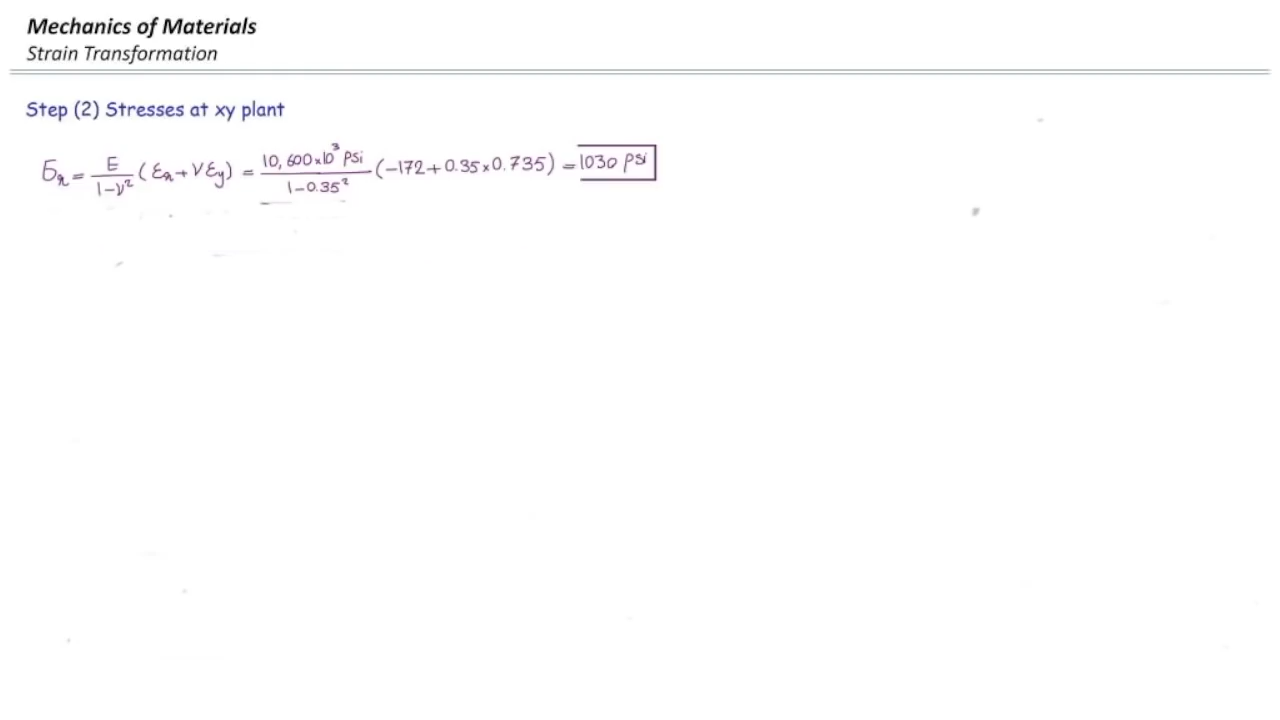 Mechanics of Materials
Strain Transformation
Step (2) Stresses at xy plant
σx = E / (1-ν²) (εx + νεy) = 10,600×10³ psi / (1-0.35²) (-172 + 0.35×0.735) = 1030 psi